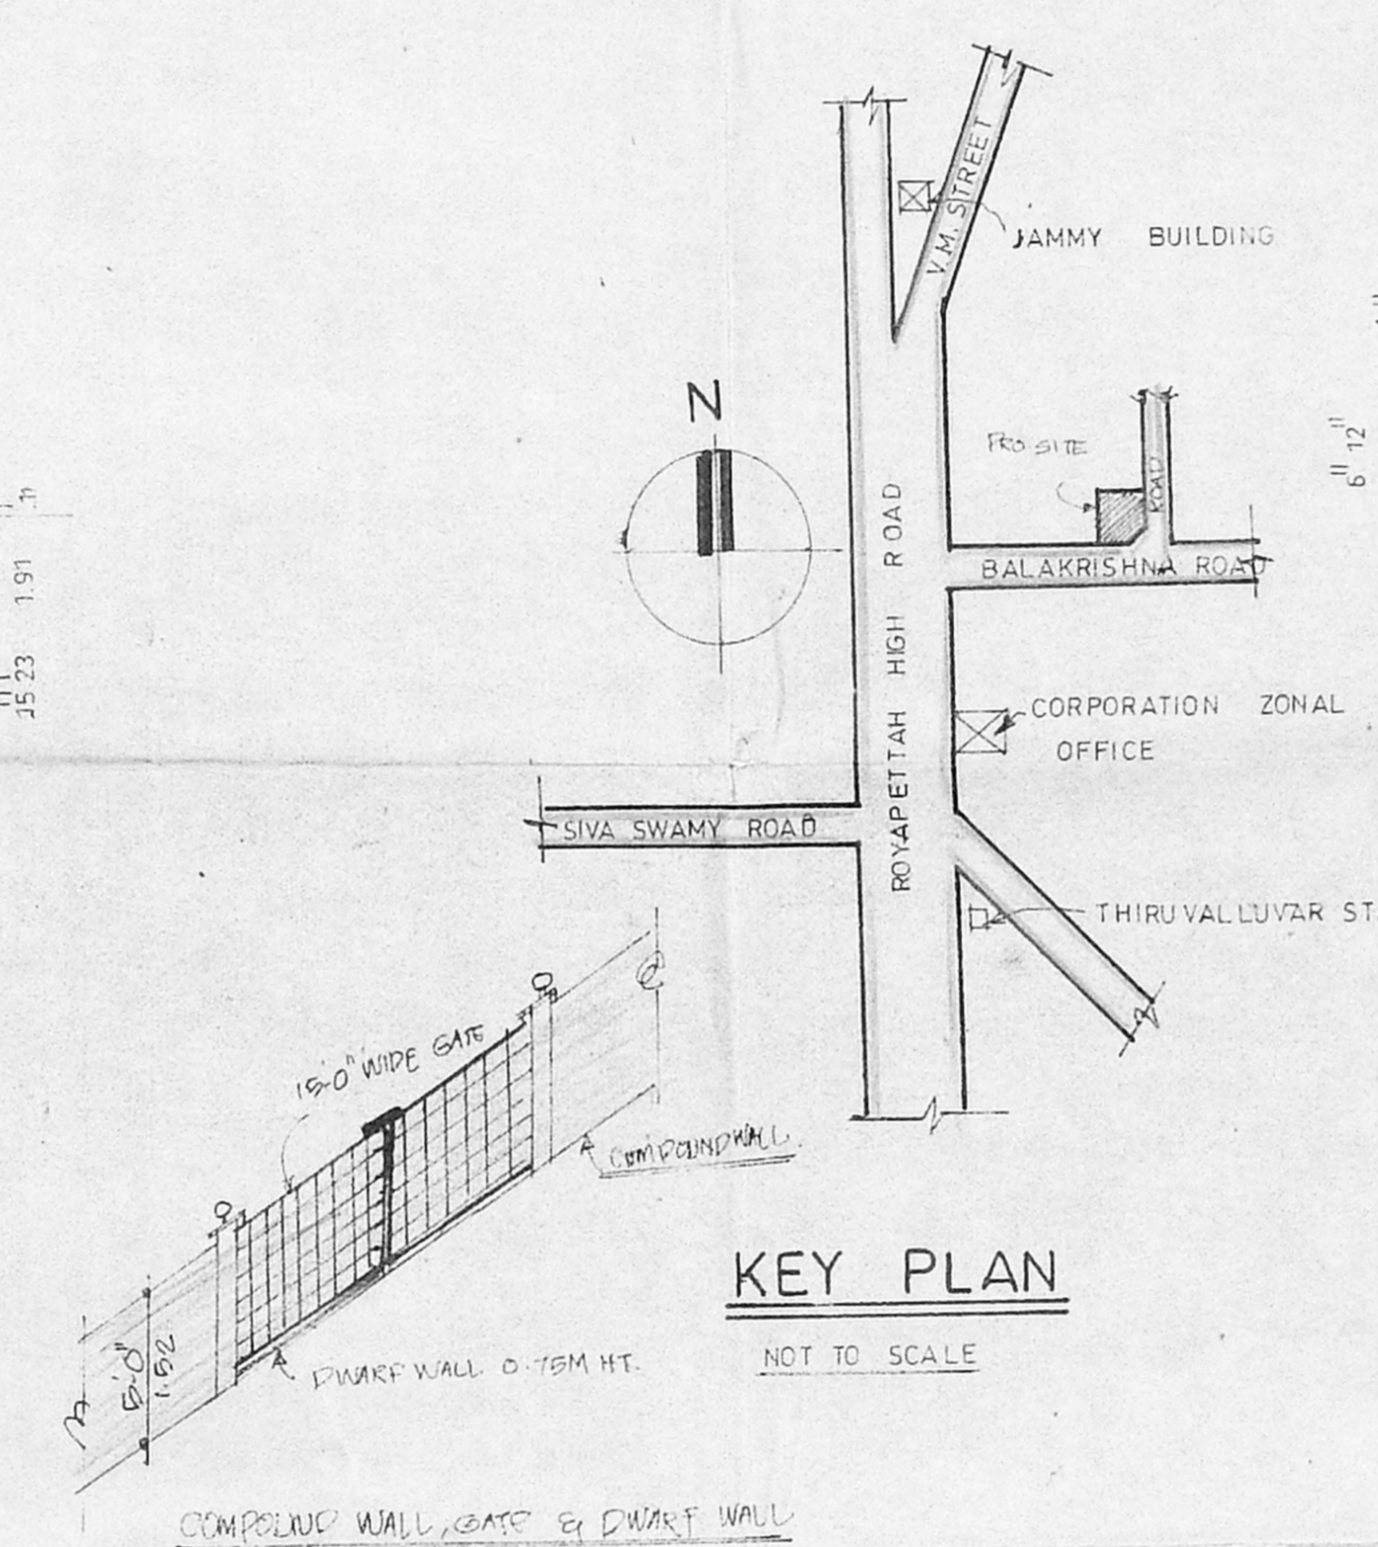 V.M. STREET
JAMMY BUILDING
N
PRO. SITE
ROAD
BALAKRISHNA ROAD
ROYAPETTAH HIGH ROAD
CORPORATION ZONAL
OFFICE
SIVA SWAMY ROAD
THIRUVALLUVAR ST
6" 12"
15.23 1.91
15'-0" WIDE GATE
COMPOUND WALL
5'-0"
1.52
DWARF WALL 0.75M HT.
KEY PLAN
NOT TO SCALE
COMPOUND WALL, GATE & DWARF WALL